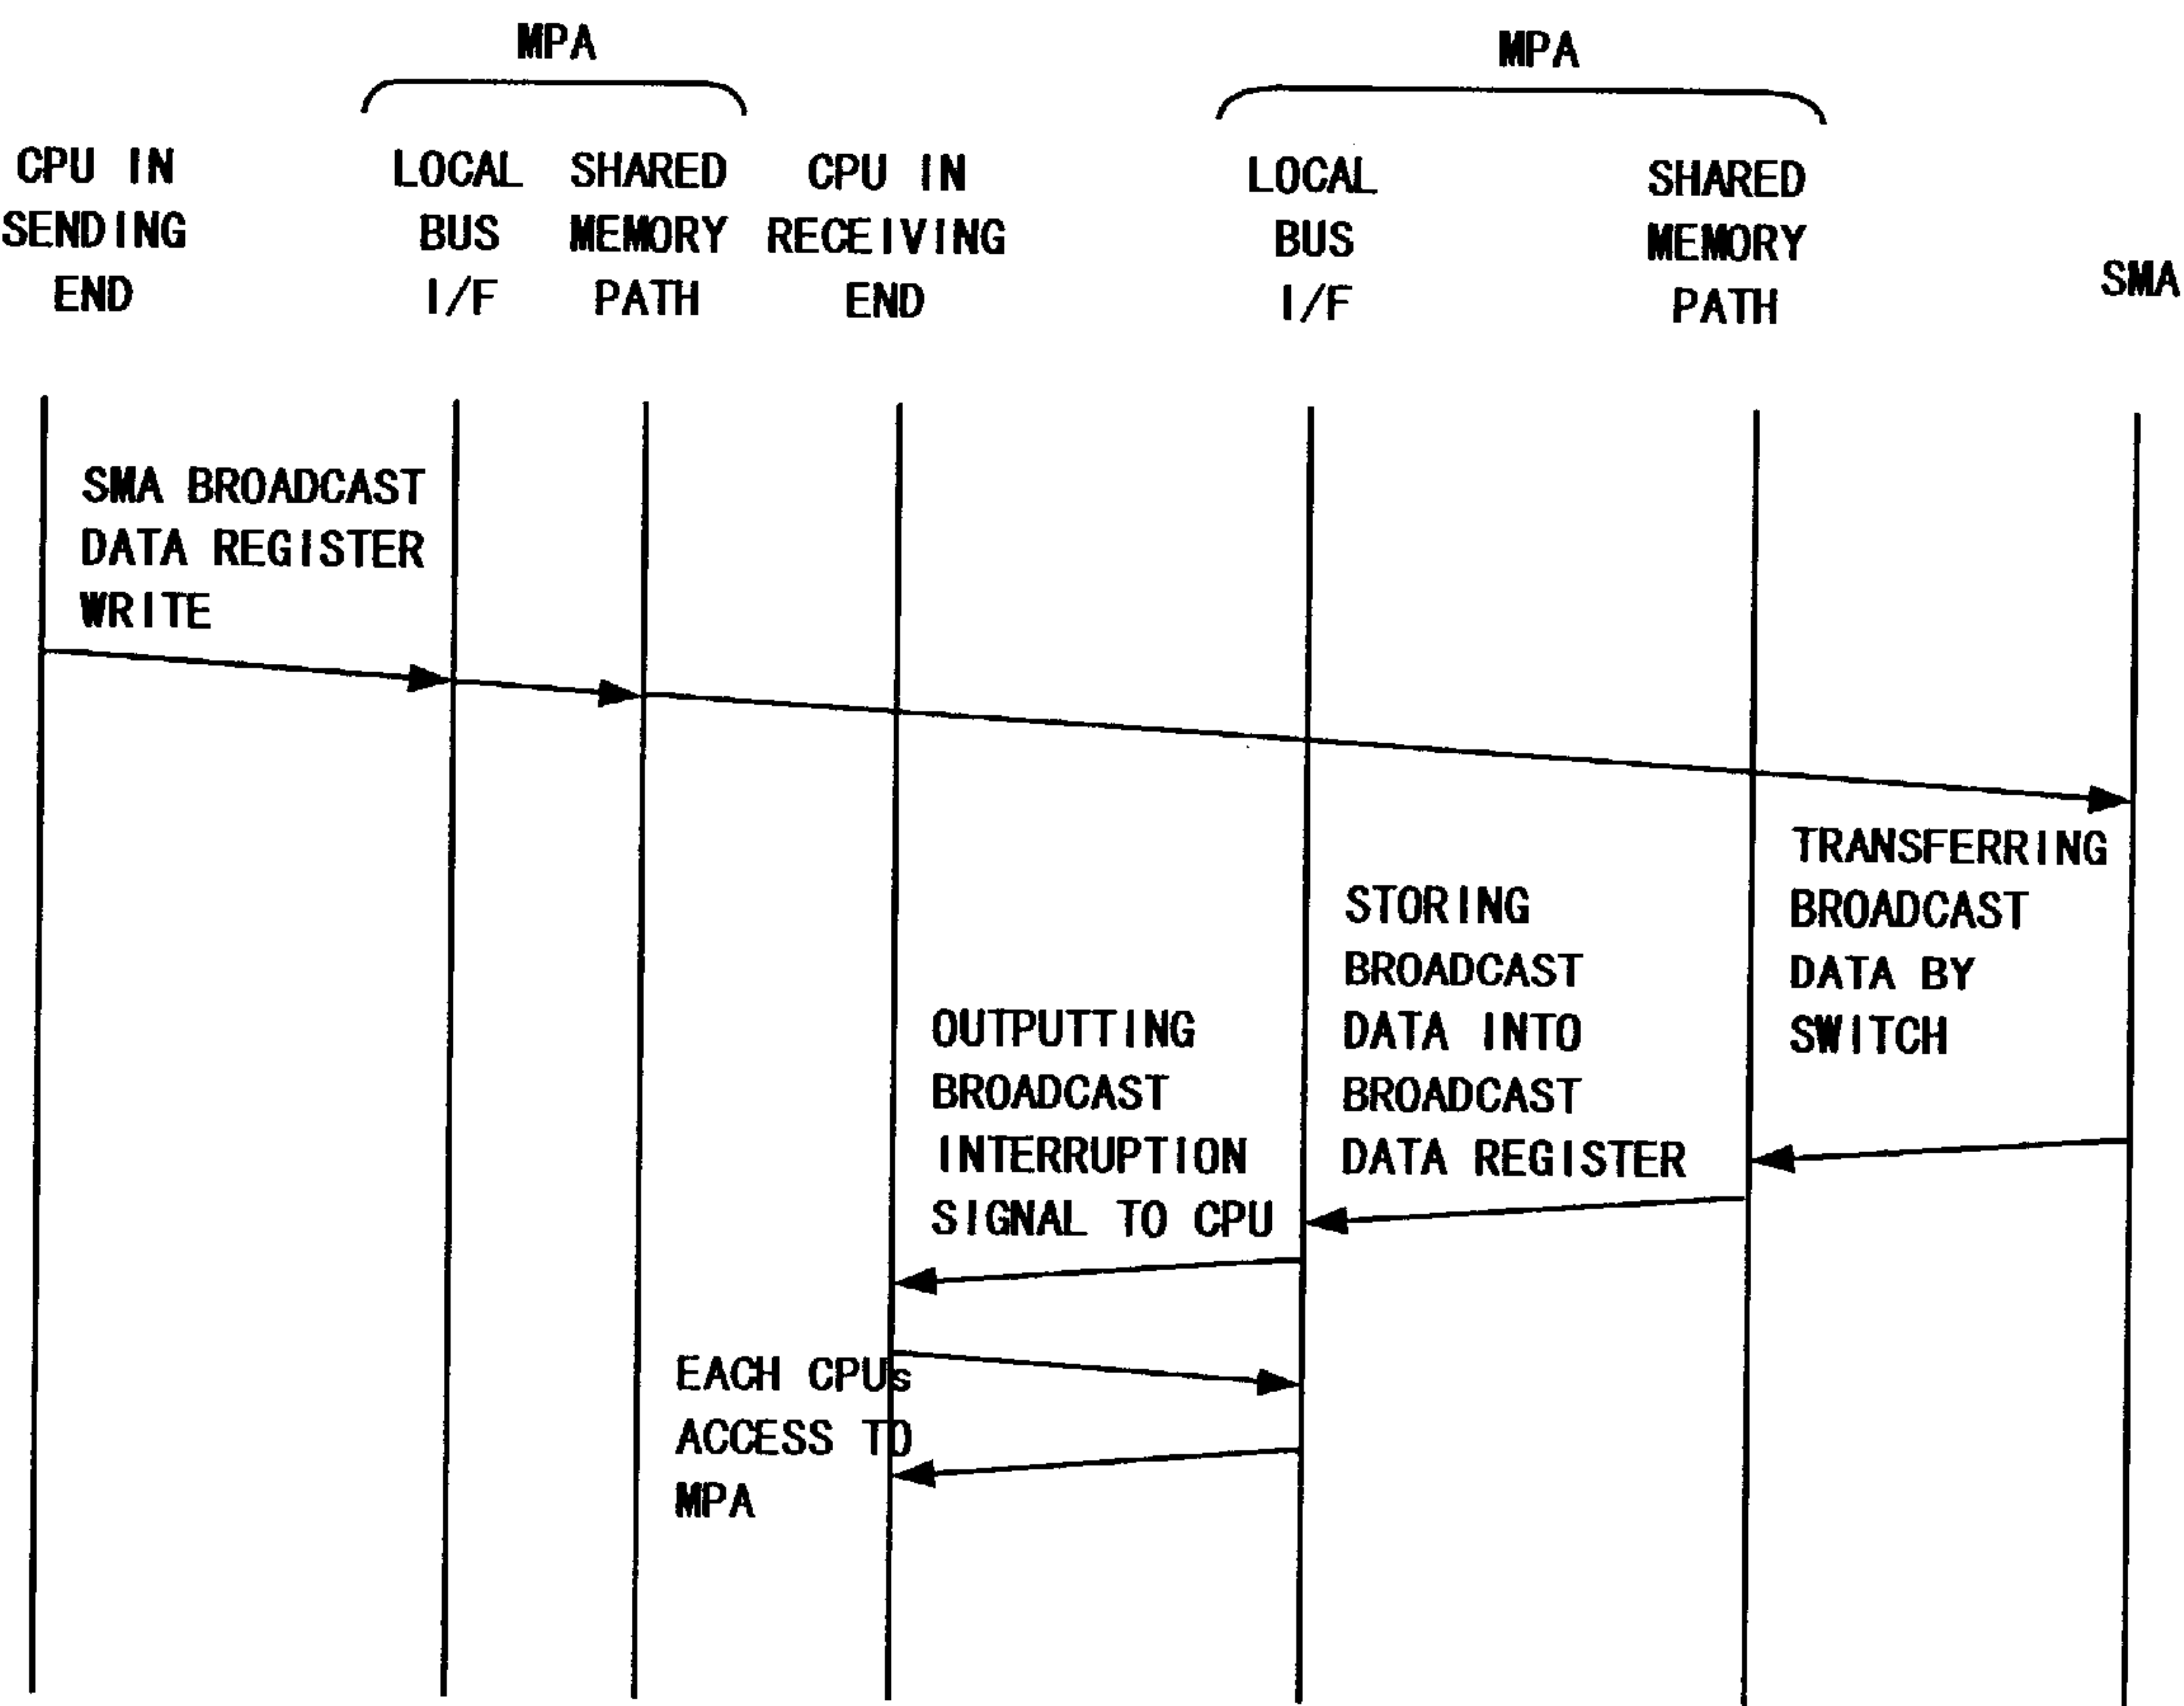 MPA
MPA
CPU IN
SENDING
END
LOCAL
BUS
I/F
SHARED
MEMORY
PATH
CPU IN
RECEIVING
END
LOCAL
BUS
I/F
SHARED
MEMORY
PATH
SMA
SMA BROADCAST
DATA REGISTER
WRITE
TRANSFERRING
BROADCAST
DATA BY
SWITCH
STORING
BROADCAST
DATA INTO
BROADCAST
DATA REGISTER
OUTPUTTING
BROADCAST
INTERRUPTION
SIGNAL TO CPU
EACH CPUs
ACCESS TO
MPA